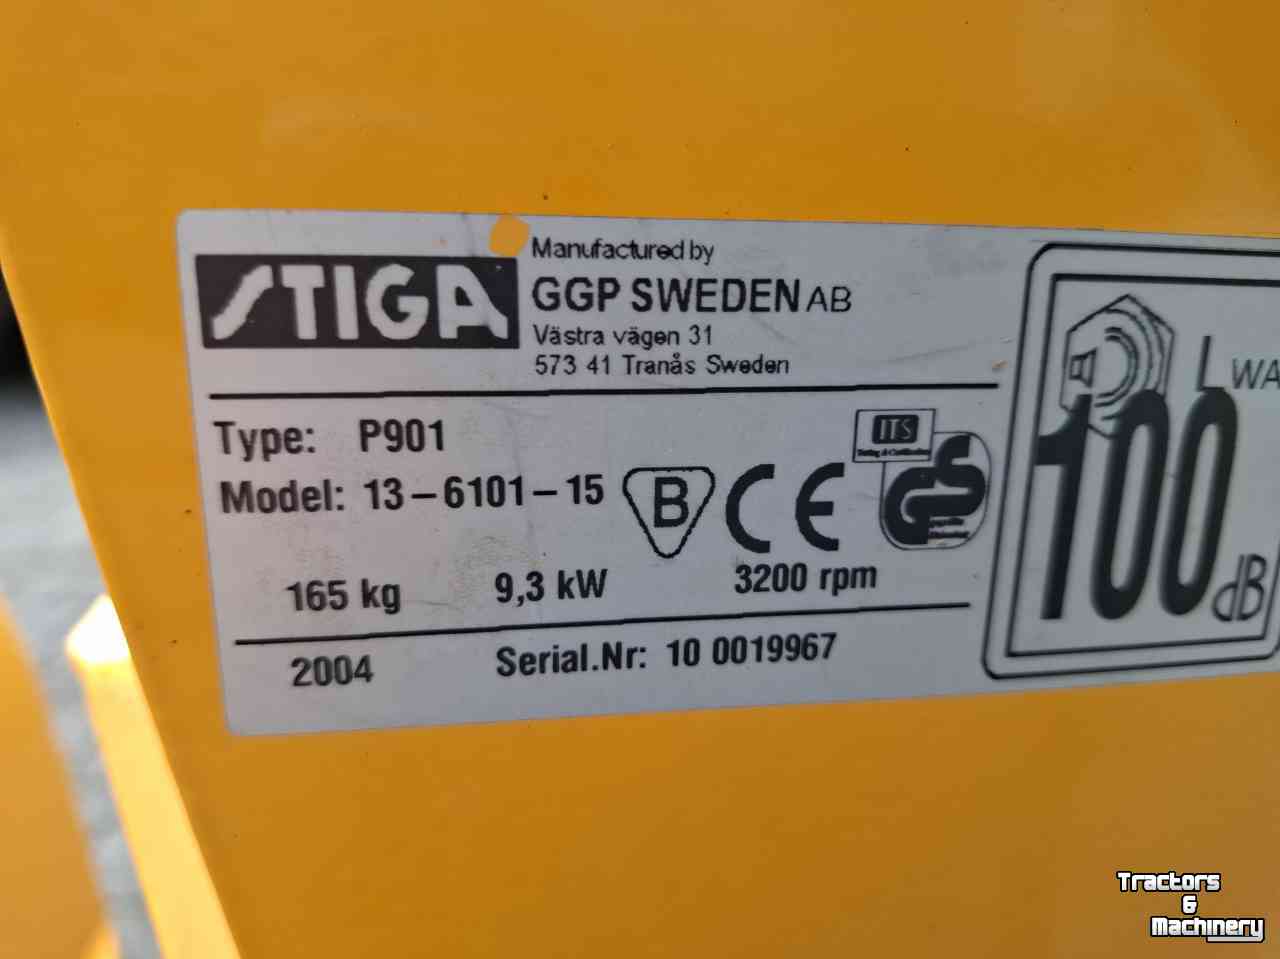 STIGA
Manufactured by
GGP SWEDEN AB
Västra vägen 31
573 41 Tranås Sweden
Type: P901
Model: 13-6101-15
B CE
ITS
GS
165 kg 9,3 kW 3200 rpm
2004 Serial.Nr: 10 0019967
LWA
100
dB
Tractors
&
Machinery